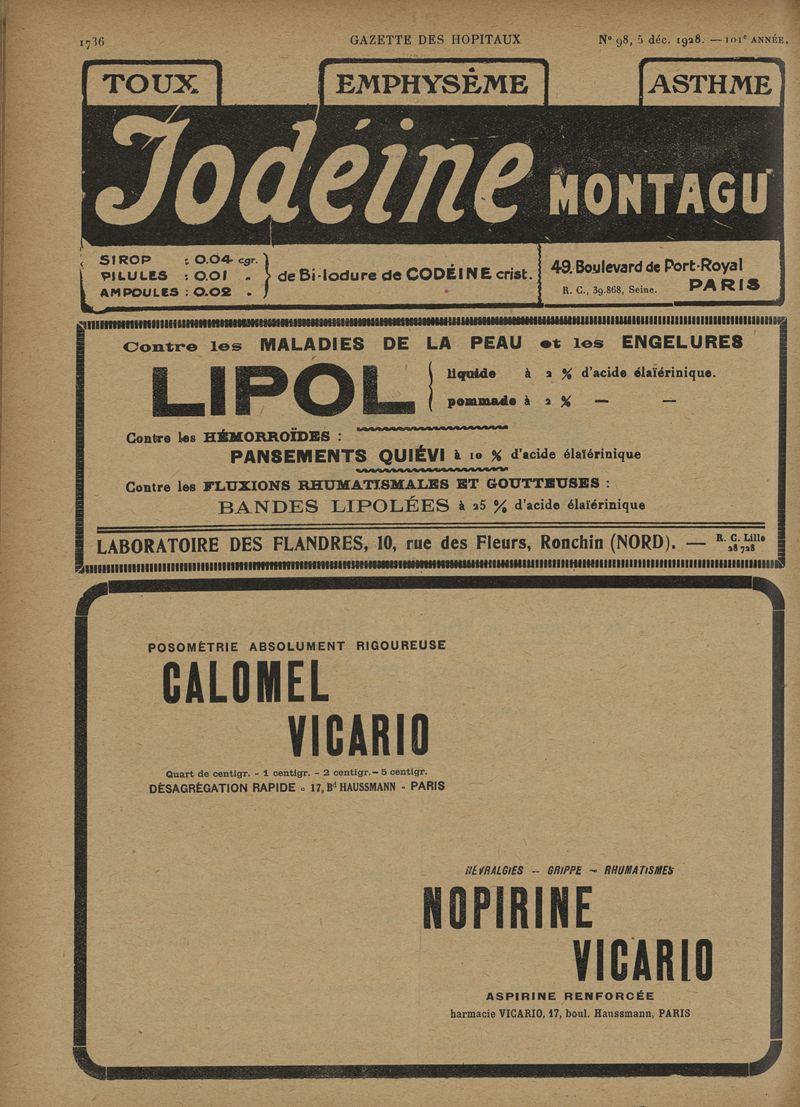 1736 GAZETTE DES HOPITAUX N° 98, 5 déc. 1928. — 101e ANNÉE.
TOUX EMPHYSÊME ASTHME
Jodéine MONTAGU
SIROP : 0.04 cgr.
PILULES : 0.01 "
AMPOULES : 0.02 "
de Bi-Iodure de CODÉINE crist.
49, Boulevard de Port-Royal
R. C., 39.868, Seine. PARIS
Contre les MALADIES DE LA PEAU et les ENGELURES
LIPOL
liquide à 2 % d'acide élaïérinique.
pommade à 2 % — —
Contre les HÉMORROÏDES :
PANSEMENTS QUIÉVI à 10 % d'acide élaïérinique
Contre les FLUXIONS RHUMATISMALES ET GOUTTEUSES :
BANDES LIPOLÉES à 25 % d'acide élaïérinique
LABORATOIRE DES FLANDRES, 10, rue des Fleurs, Ronchin (NORD). — R. C. Lille 28 728
POSOMÉTRIE ABSOLUMENT RIGOUREUSE
CALOMEL
VICARIO
Quart de centigr. - 1 centigr. - 2 centigr. - 5 centigr.
DÉSAGRÉGATION RAPIDE - 17, Bd HAUSSMANN - PARIS
NÉVRALGIES — GRIPPE — RHUMATISMES
NOPIRINE
VICARIO
ASPIRINE RENFORCÉE
harmacie VICARIO, 17, boul. Haussmann, PARIS